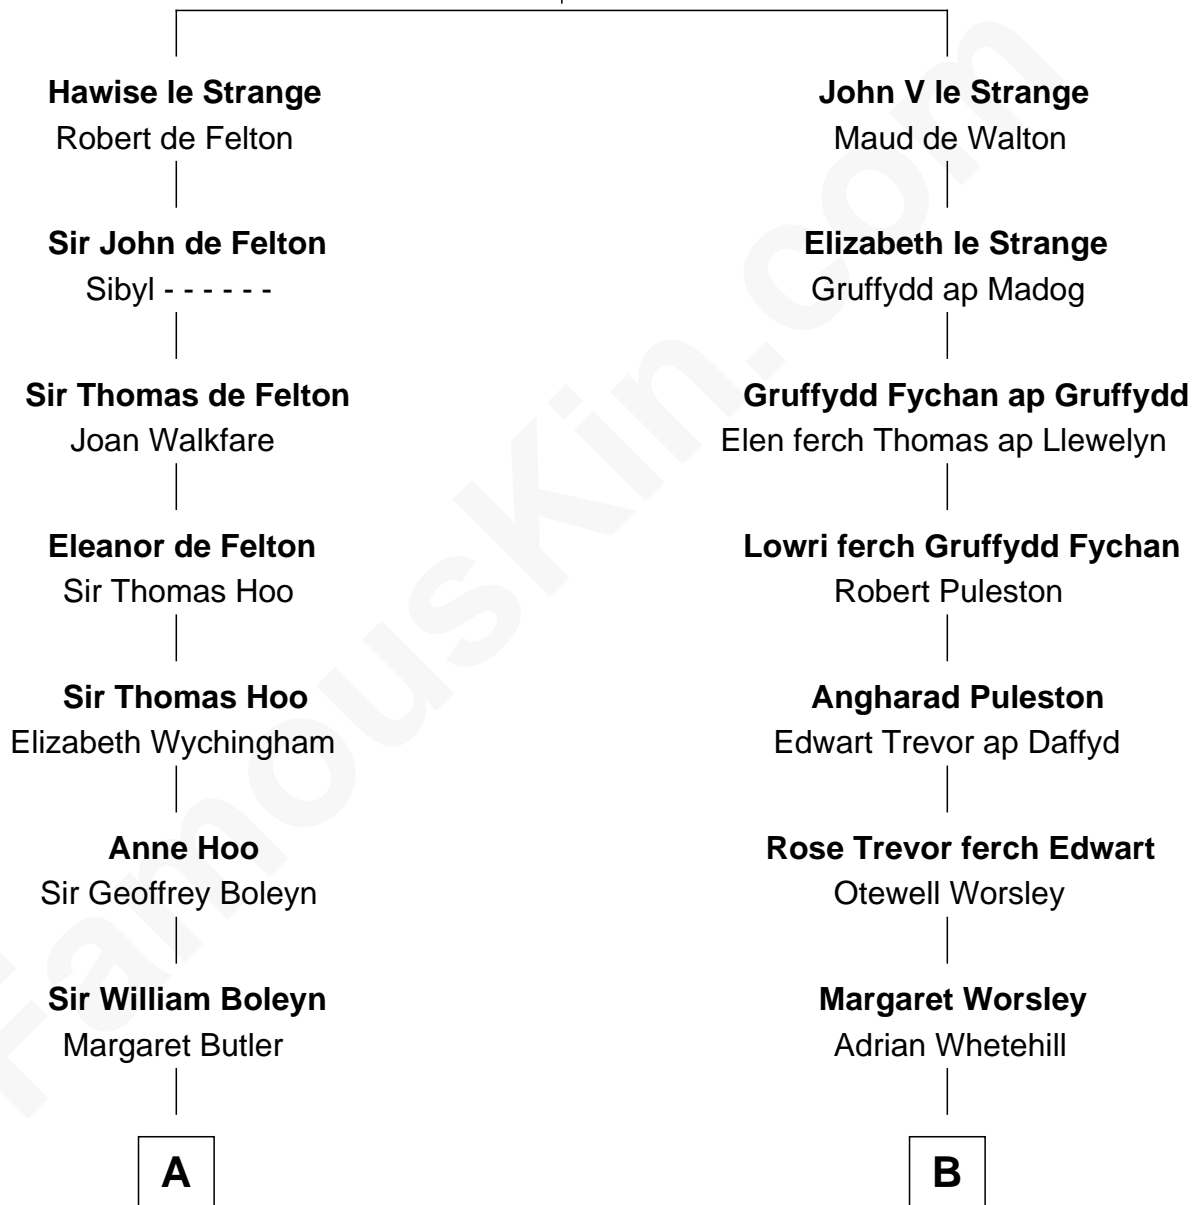 Hawise le Strange
Robert de Felton
Sir John de Felton
Sibyl - - - - - -
Sir Thomas de Felton
Joan Walkfare
Eleanor de Felton
Sir Thomas Hoo
Sir Thomas Hoo
Elizabeth Wychingham
Anne Hoo
Sir Geoffrey Boleyn
Sir William Boleyn
Margaret Butler
A
John V le Strange
Maud de Walton
Elizabeth le Strange
Gruffydd ap Madog
Gruffydd Fychan ap Gruffydd
Elen ferch Thomas ap Llewelyn
Lowri ferch Gruffydd Fychan
Robert Puleston
Angharad Puleston
Edwart Trevor ap Daffyd
Rose Trevor ferch Edwart
Otewell Worsley
Margaret Worsley
Adrian Whetehill
B
FamousKin.com